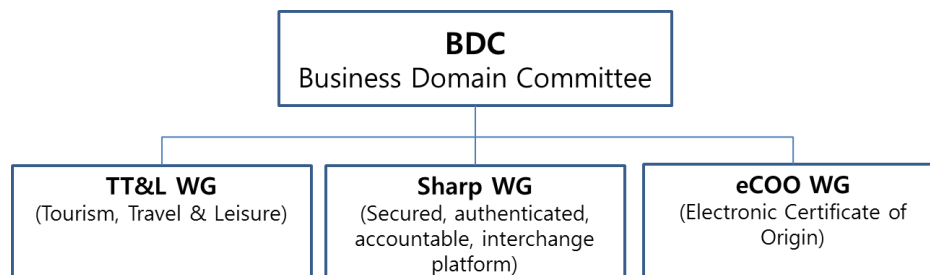 BDC
Business Domain Committee
TT&L WG
(Tourism, Travel & Leisure)
Sharp WG
(Secured, authenticated,
accountable, interchange
platform)
eCOO WG
(Electronic Certificate of
Origin)